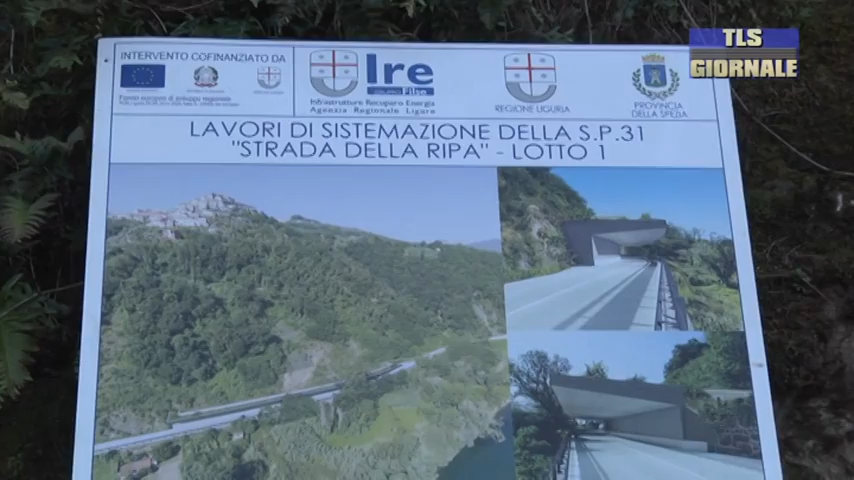 TLS
GIORNALE
INTERVENTO COFINANZIATO DA
Ire
Filse
Infrastrutture Recupero Energia
Agenzia Regionale Ligure
REGIONE LIGURIA
PROVINCIA
DELLA SPEZIA
LAVORI DI SISTEMAZIONE DELLA S.P.31
"STRADA DELLA RIPA" - LOTTO 1